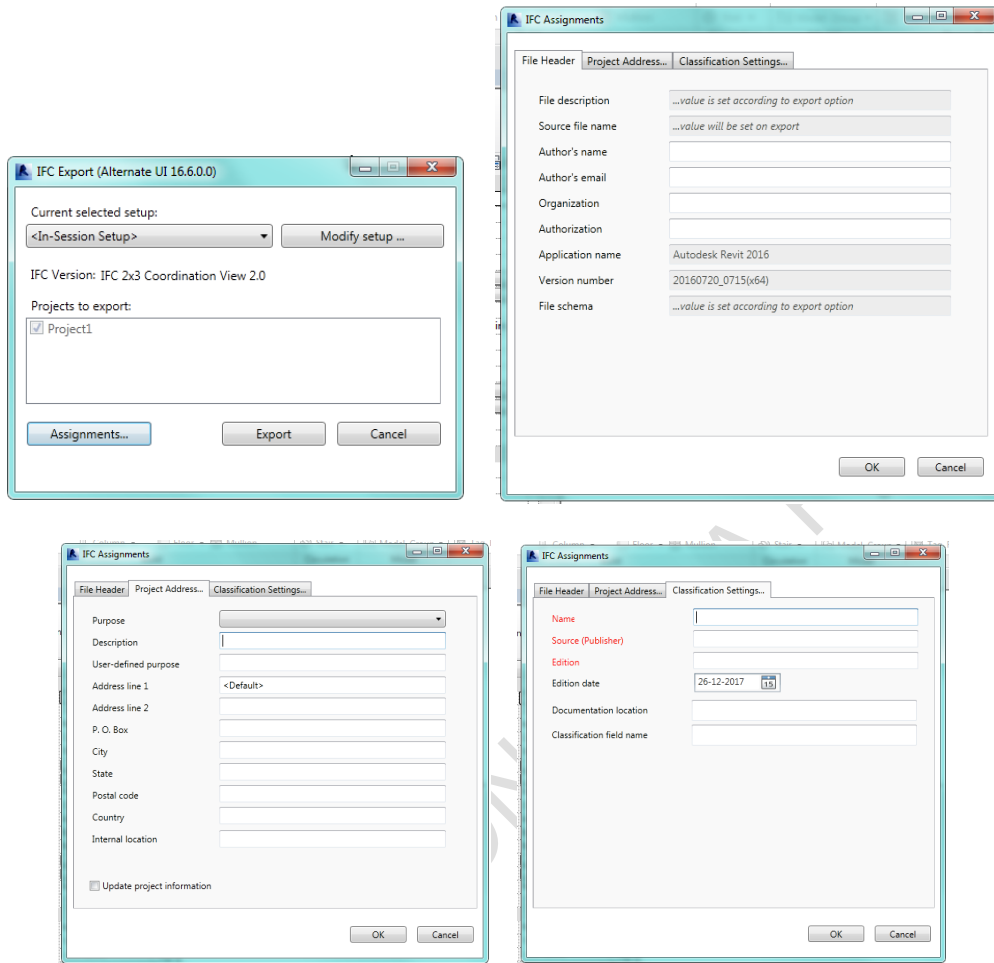 IFC Export (Alternate UI 16.6.0.0)
Current selected setup:
<In-Session Setup>
Modify setup ...
IFC Version: IFC 2x3 Coordination View 2.0
Projects to export:
Project1
Assignments...
Export
Cancel
IFC Assignments
File Header
Project Address...
Classification Settings...
File description
...value is set according to export option
Source file name
...value will be set on export
Author's name
Author's email
Organization
Authorization
Application name
Autodesk Revit 2016
Version number
20160720_0715(x64)
File schema
...value is set according to export option
OK
Cancel
IFC Assignments
File Header
Project Address...
Classification Settings...
Purpose
Description
User-defined purpose
Address line 1
<Default>
Address line 2
P. O. Box
City
State
Postal code
Country
Internal location
Update project information
OK
Cancel
IFC Assignments
File Header
Project Address...
Classification Settings...
Name
Source (Publisher)
Edition
Edition date
26-12-2017
15
Documentation location
Classification field name
OK
Cancel